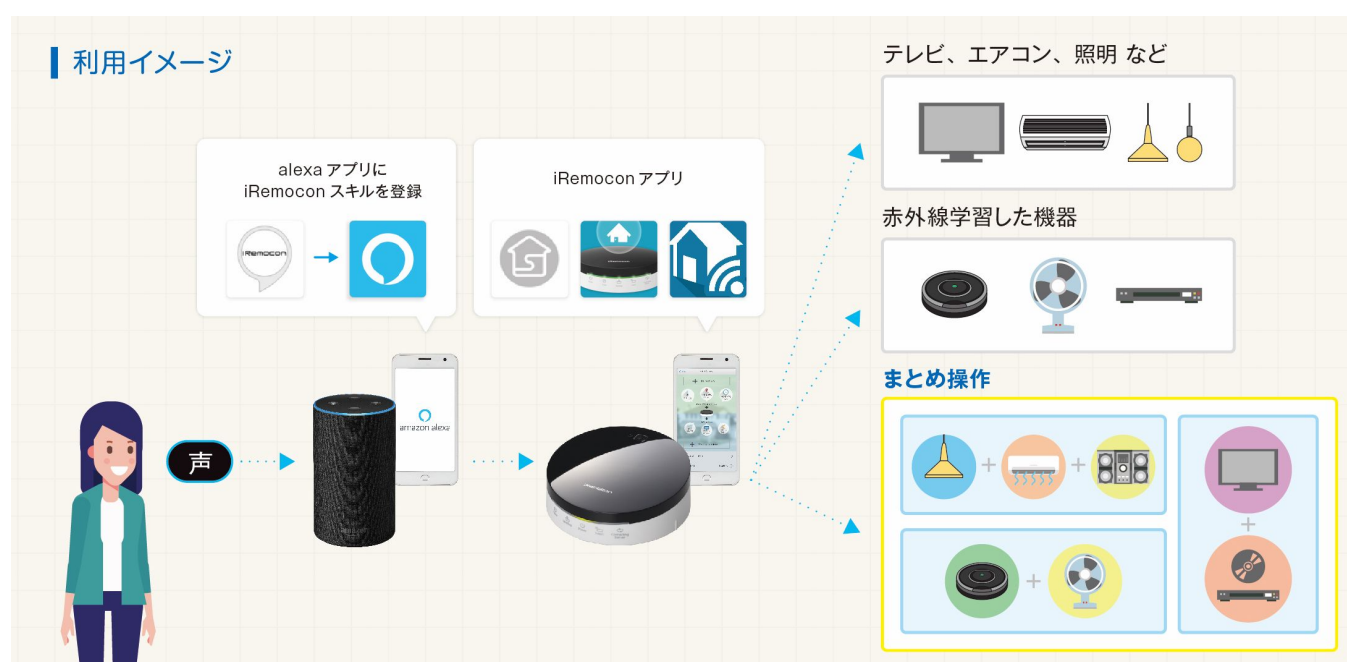 利用イメージ
alexa アプリに
iRemocon スキルを登録
iRemocon
iRemocon アプリ
声
amazon alexa
テレビ、エアコン、照明 など
赤外線学習した機器
まとめ操作